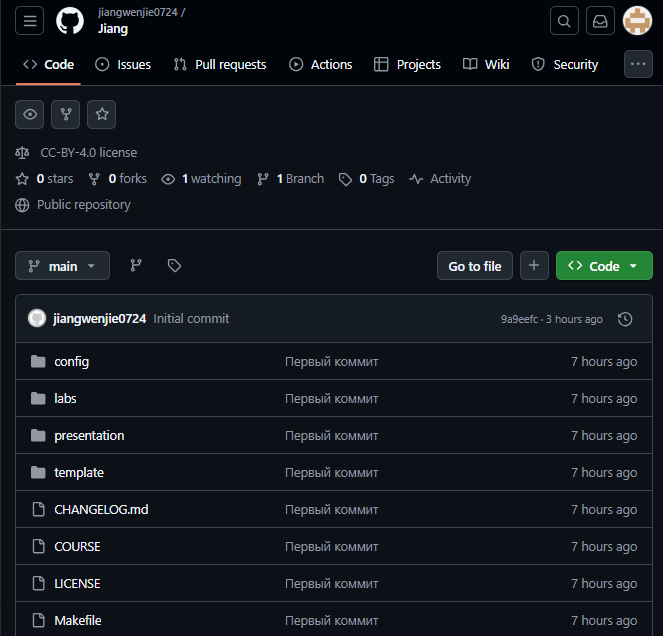 jiangwenjie0724 /
Jiang
Code Issues Pull requests Actions Projects Wiki Security
CC-BY-4.0 license
0 stars 0 forks 1 watching 1 Branch 0 Tags Activity
Public repository
main Go to file Code
jiangwenjie0724 Initial commit 9a9eefc · 3 hours ago
config Первый коммит 7 hours ago
labs Первый коммит 7 hours ago
presentation Первый коммит 7 hours ago
template Первый коммит 7 hours ago
CHANGELOG.md Первый коммит 7 hours ago
COURSE Первый коммит 7 hours ago
LICENSE Первый коммит 7 hours ago
Makefile Первый коммит 7 hours ago